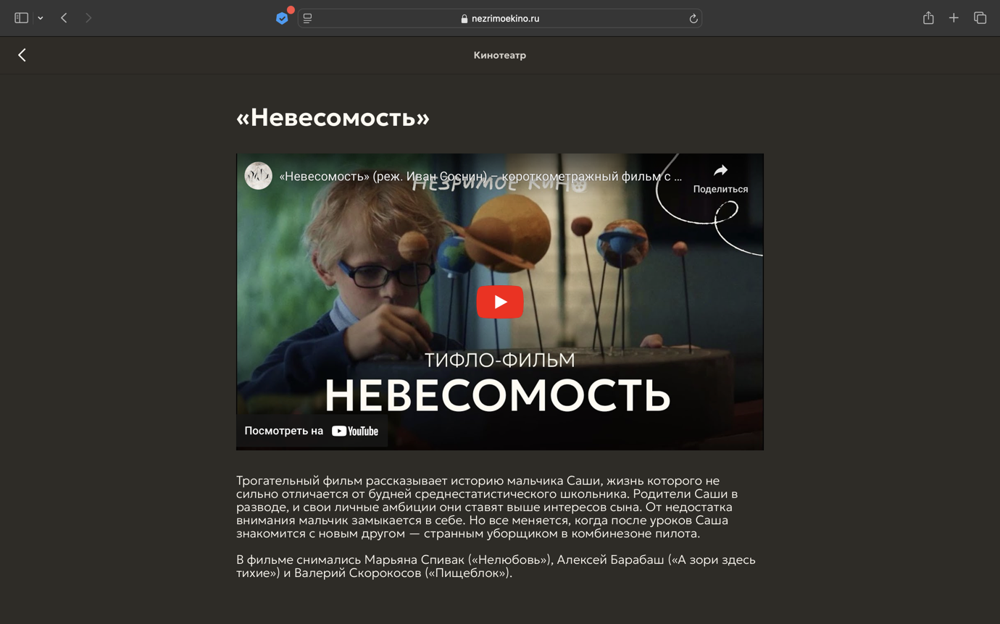 nezrimoekino.ru
Кинотеатр
«Невесомость»
«Невесомость» (реж. Иван Соснин) – короткометражный фильм с ...
Поделиться
НЕЗРИМОЕ КИНО
ТИФЛО-ФИЛЬМ
НЕВЕСОМОСТЬ
Посмотреть на YouTube
Трогательный фильм рассказывает историю мальчика Саши, жизнь которого не
сильно отличается от будней среднестатистического школьника. Родители Саши в
разводе, и свои личные амбиции они ставят выше интересов сына. От недостатка
внимания мальчик замыкается в себе. Но все меняется, когда после уроков Саша
знакомится с новым другом — странным уборщиком в комбинезоне пилота.
В фильме снимались Марьяна Спивак («Нелюбовь»), Алексей Барабаш («А зори здесь
тихие») и Валерий Скорокосов («Пищеблок»).